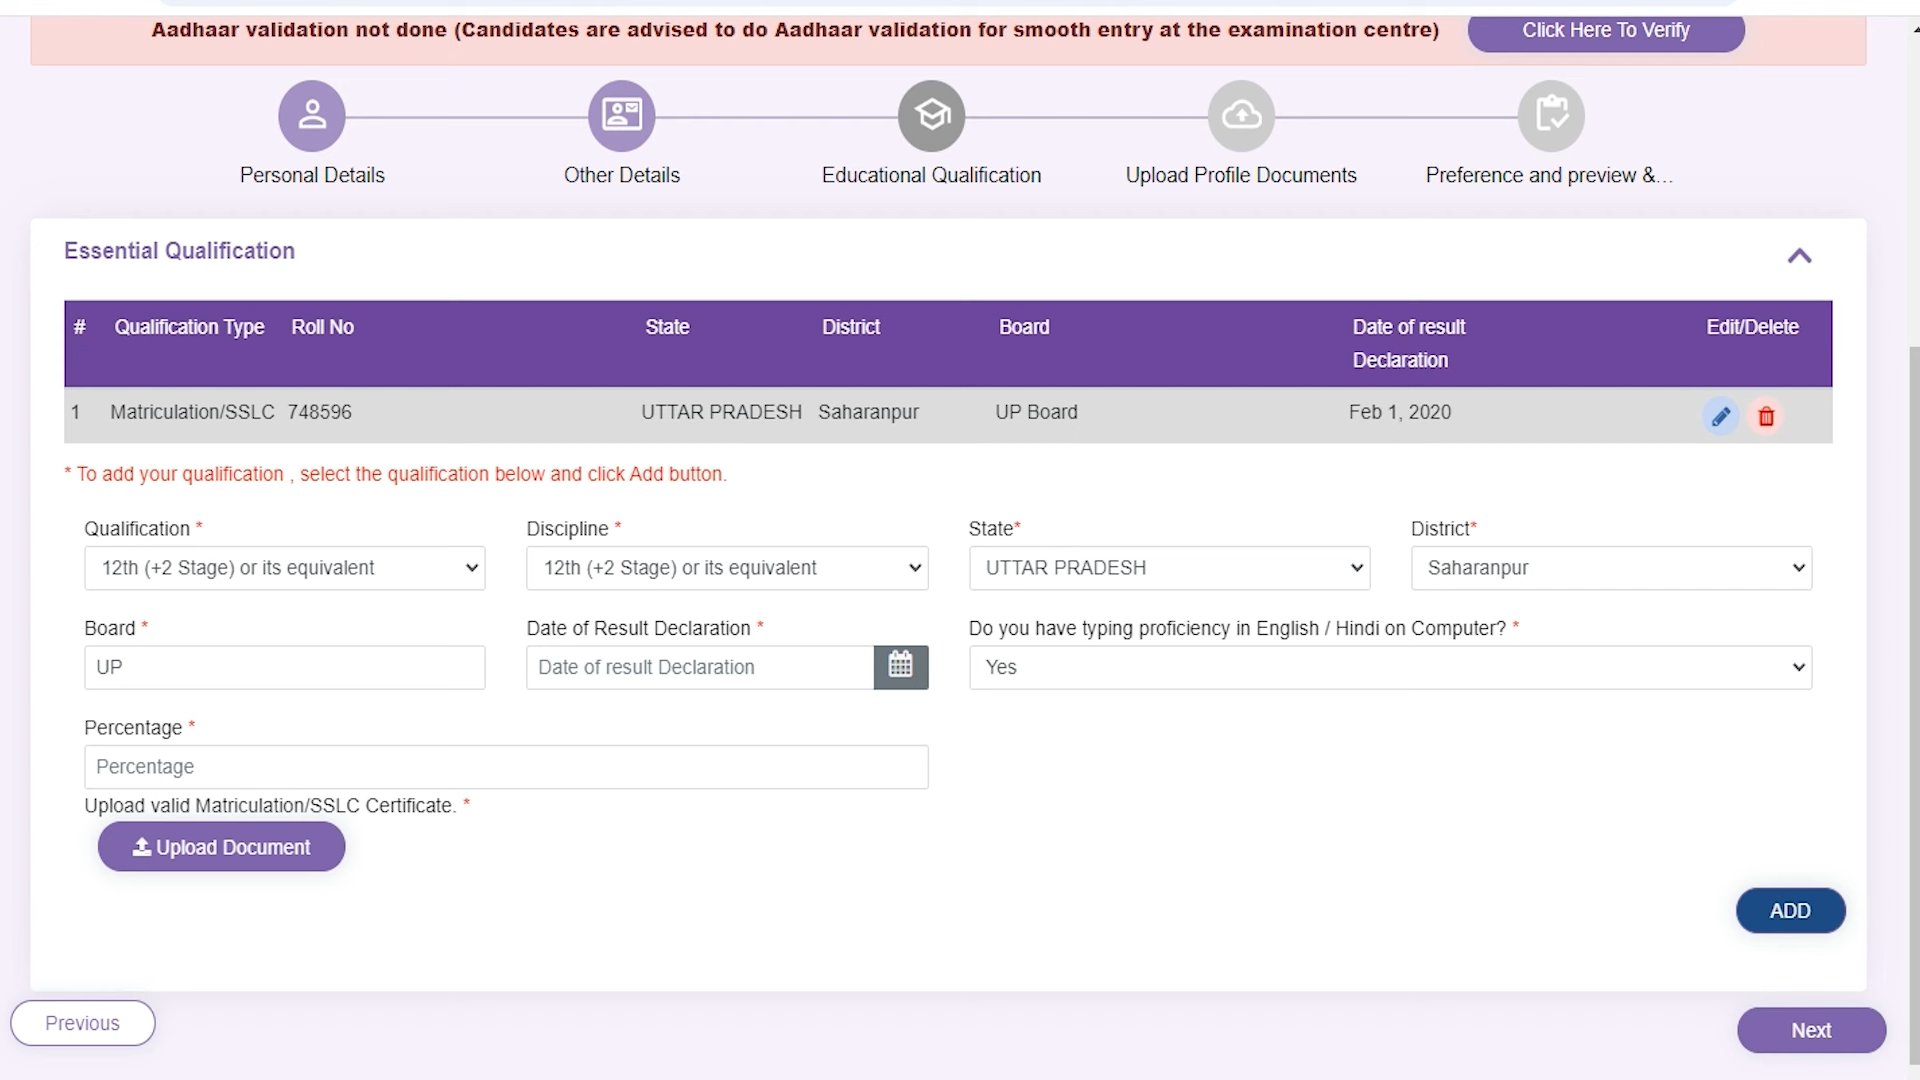 Aadhaar validation not done (Candidates are advised to do Aadhaar validation for smooth entry at the examination centre)
Click Here To Verify
Personal Details
Other Details
Educational Qualification
Upload Profile Documents
Preference and preview &...
Essential Qualification
# Qualification Type Roll No State District Board Date of result Declaration Edit/Delete
1 Matriculation/SSLC 748596 UTTAR PRADESH Saharanpur UP Board Feb 1, 2020
* To add your qualification , select the qualification below and click Add button.
Qualification * Discipline * State* District*
12th (+2 Stage) or its equivalent 12th (+2 Stage) or its equivalent UTTAR PRADESH Saharanpur
Board * Date of Result Declaration * Do you have typing proficiency in English / Hindi on Computer? *
UP Date of result Declaration Yes
Percentage *
Percentage
Upload valid Matriculation/SSLC Certificate. *
Upload Document
ADD
Previous
Next